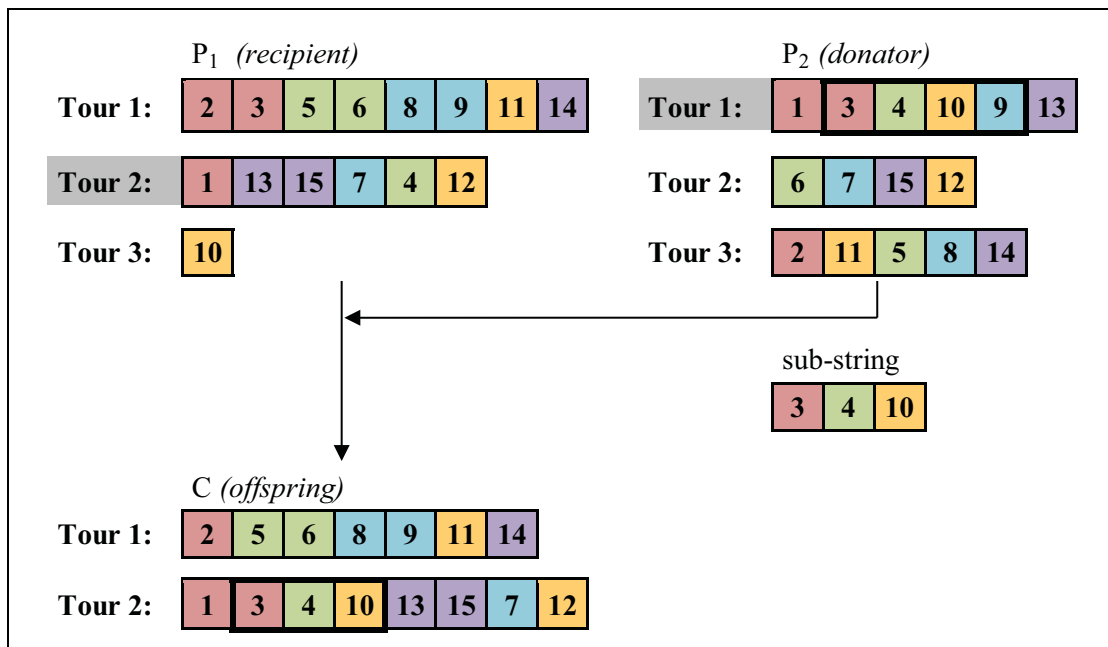 P1 (recipient)
Tour 1: 2 3 5 6 8 9 11 14
Tour 2: 1 13 15 7 4 12
Tour 3: 10
P2 (donator)
Tour 1: 1 3 4 10 9 13
Tour 2: 6 7 15 12
Tour 3: 2 11 5 8 14
sub-string
3 4 10
C (offspring)
Tour 1: 2 5 6 8 9 11 14
Tour 2: 1 3 4 10 13 15 7 12